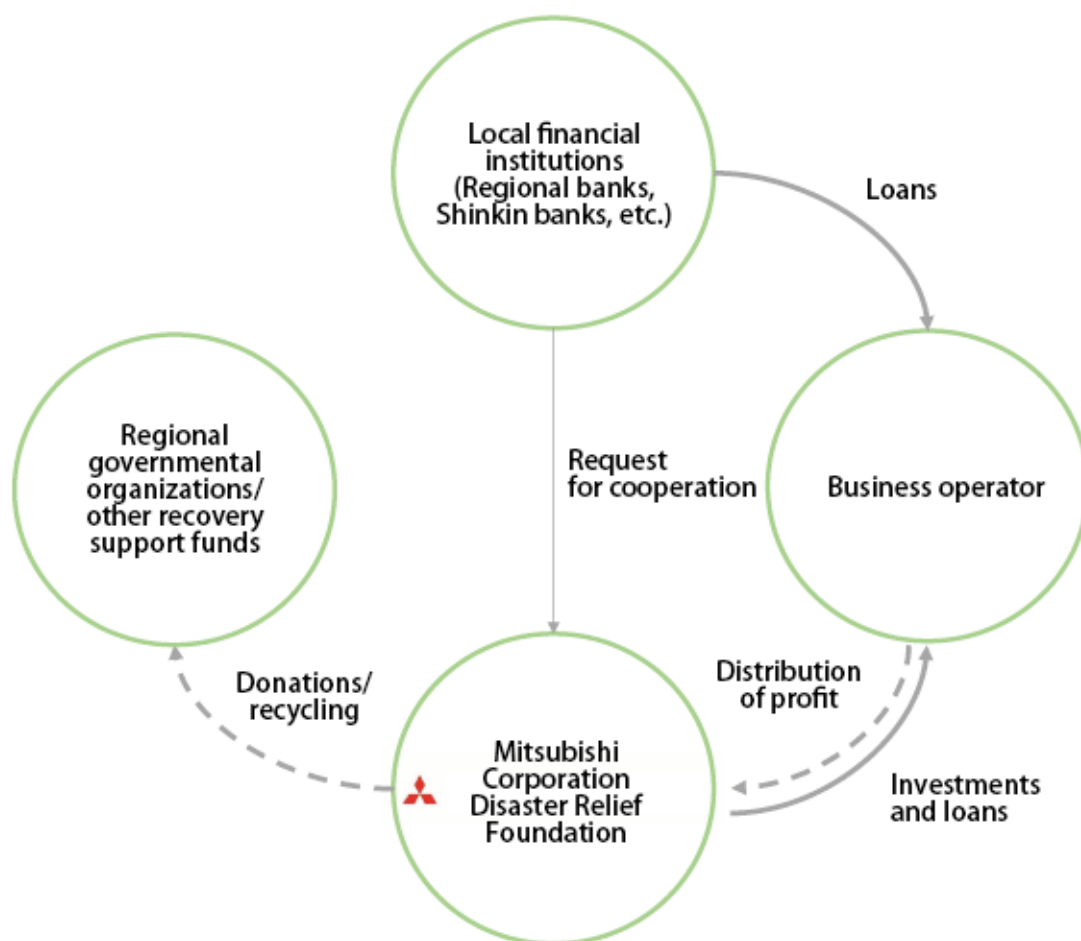 Local financial
institutions
(Regional banks,
Shinkin banks, etc.)
Loans
Regional
governmental
organizations/
other recovery
support funds
Request
for cooperation
Business operator
Donations/
recycling
Distribution
of profit
Mitsubishi
Corporation
Disaster Relief
Foundation
Investments
and loans